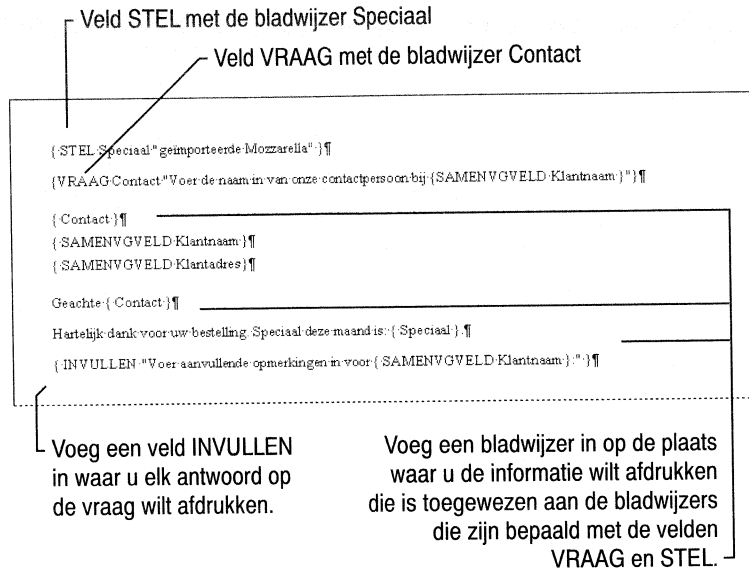 Veld STEL met de bladwijzer Speciaal
Veld VRAAG met de bladwijzer Contact
{·STEL·Speciaal·"geïmporteerde·Mozzarella"·}¶
{VRAAG·Contact·"Voer·de·naam·in·van·onze·contactpersoon·bij·{SAMENVGVELD·Klantnaam·}"}¶
{·Contact·}¶
{·SAMENVGVELD·Klantnaam·}¶
{·SAMENVGVELD·Klantadres}¶
Geachte·{·Contact·}¶
Hartelijk·dank·voor·uw·bestelling.·Speciaal·deze·maand·is:·{·Speciaal·}.¶
{·INVULLEN·"Voer·aanvullende·opmerkingen·in·voor·{·SAMENVGVELD·Klantnaam·}·:"·}¶
Voeg een veld INVULLEN
in waar u elk antwoord op
de vraag wilt afdrukken.
Voeg een bladwijzer in op de plaats
waar u de informatie wilt afdrukken
die is toegewezen aan de bladwijzers
die zijn bepaald met de velden
VRAAG en STEL.